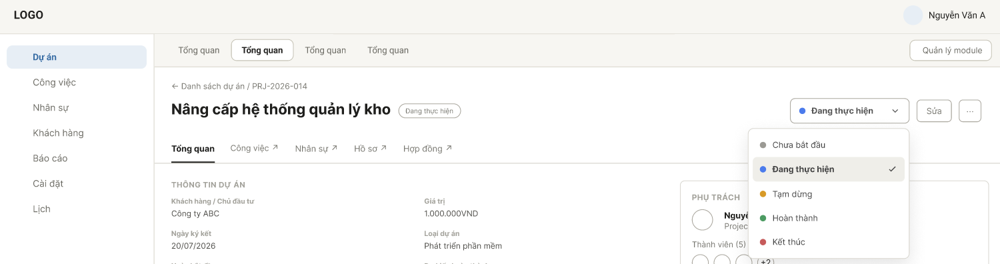 LOGO
Nguyễn Văn A
Dự án
Công việc
Nhân sự
Khách hàng
Báo cáo
Cài đặt
Lịch
Tổng quan Tổng quan Tổng quan Tổng quan
Quản lý module
← Danh sách dự án / PRJ-2026-014
Nâng cấp hệ thống quản lý kho Đang thực hiện
Đang thực hiện Sửa ...
Chưa bắt đầu
Đang thực hiện
Tạm dừng
Hoàn thành
Kết thúc
Tổng quan Công việc ↗ Nhân sự ↗ Hồ sơ ↗ Hợp đồng ↗
THÔNG TIN DỰ ÁN
Khách hàng / Chủ đầu tư
Công ty ABC
Giá trị
1.000.000VND
Ngày ký kết
20/07/2026
Loại dự án
Phát triển phần mềm
PHỤ TRÁCH
Thành viên (5)
+2